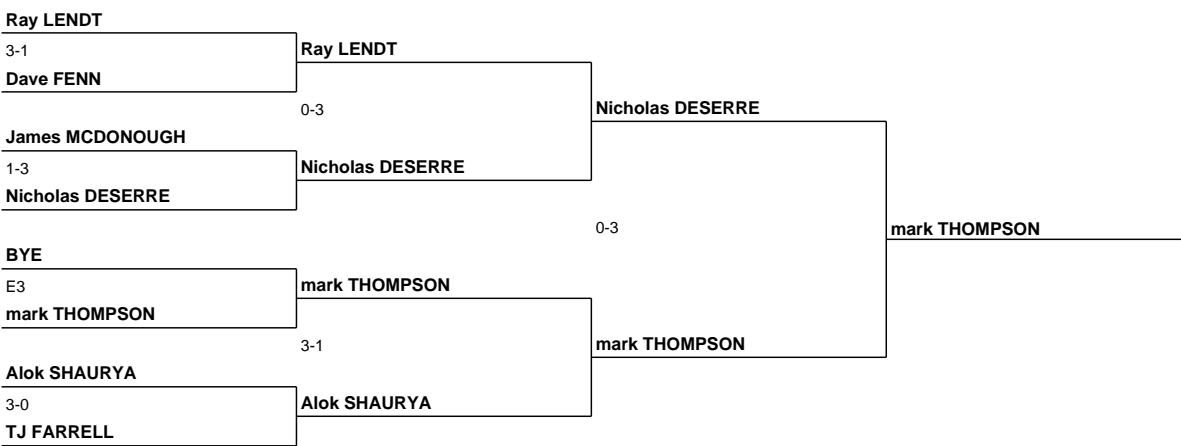 Ray LENDT
3-1
Dave FENN
Ray LENDT
0-3
James MCDONOUGH
1-3
Nicholas DESERRE
Nicholas DESERRE
Nicholas DESERRE
0-3
BYE
E3
mark THOMPSON
mark THOMPSON
3-1
Alok SHAURYA
3-0
TJ FARRELL
Alok SHAURYA
mark THOMPSON
mark THOMPSON